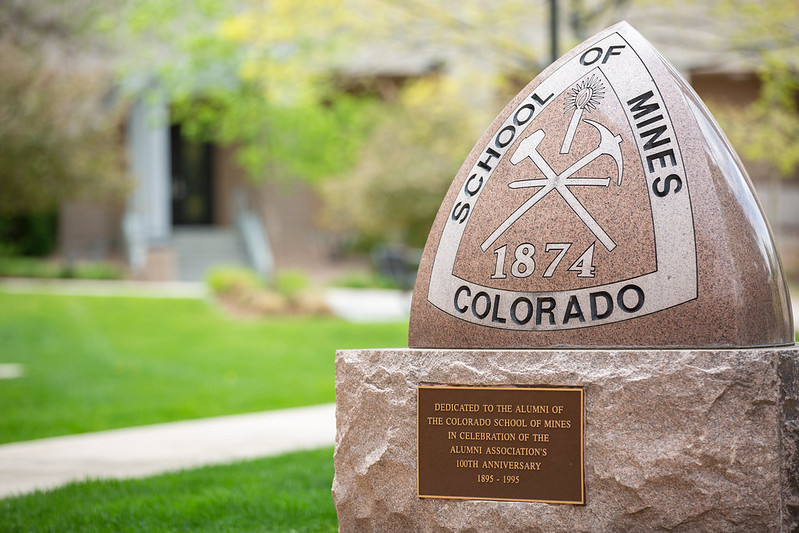 SCHOOL OF MINES
1874
COLORADO
DEDICATED TO THE ALUMNI OF
THE COLORADO SCHOOL OF MINES
IN CELEBRATION OF THE
ALUMNI ASSOCIATION'S
100TH ANNIVERSARY
1895 - 1995